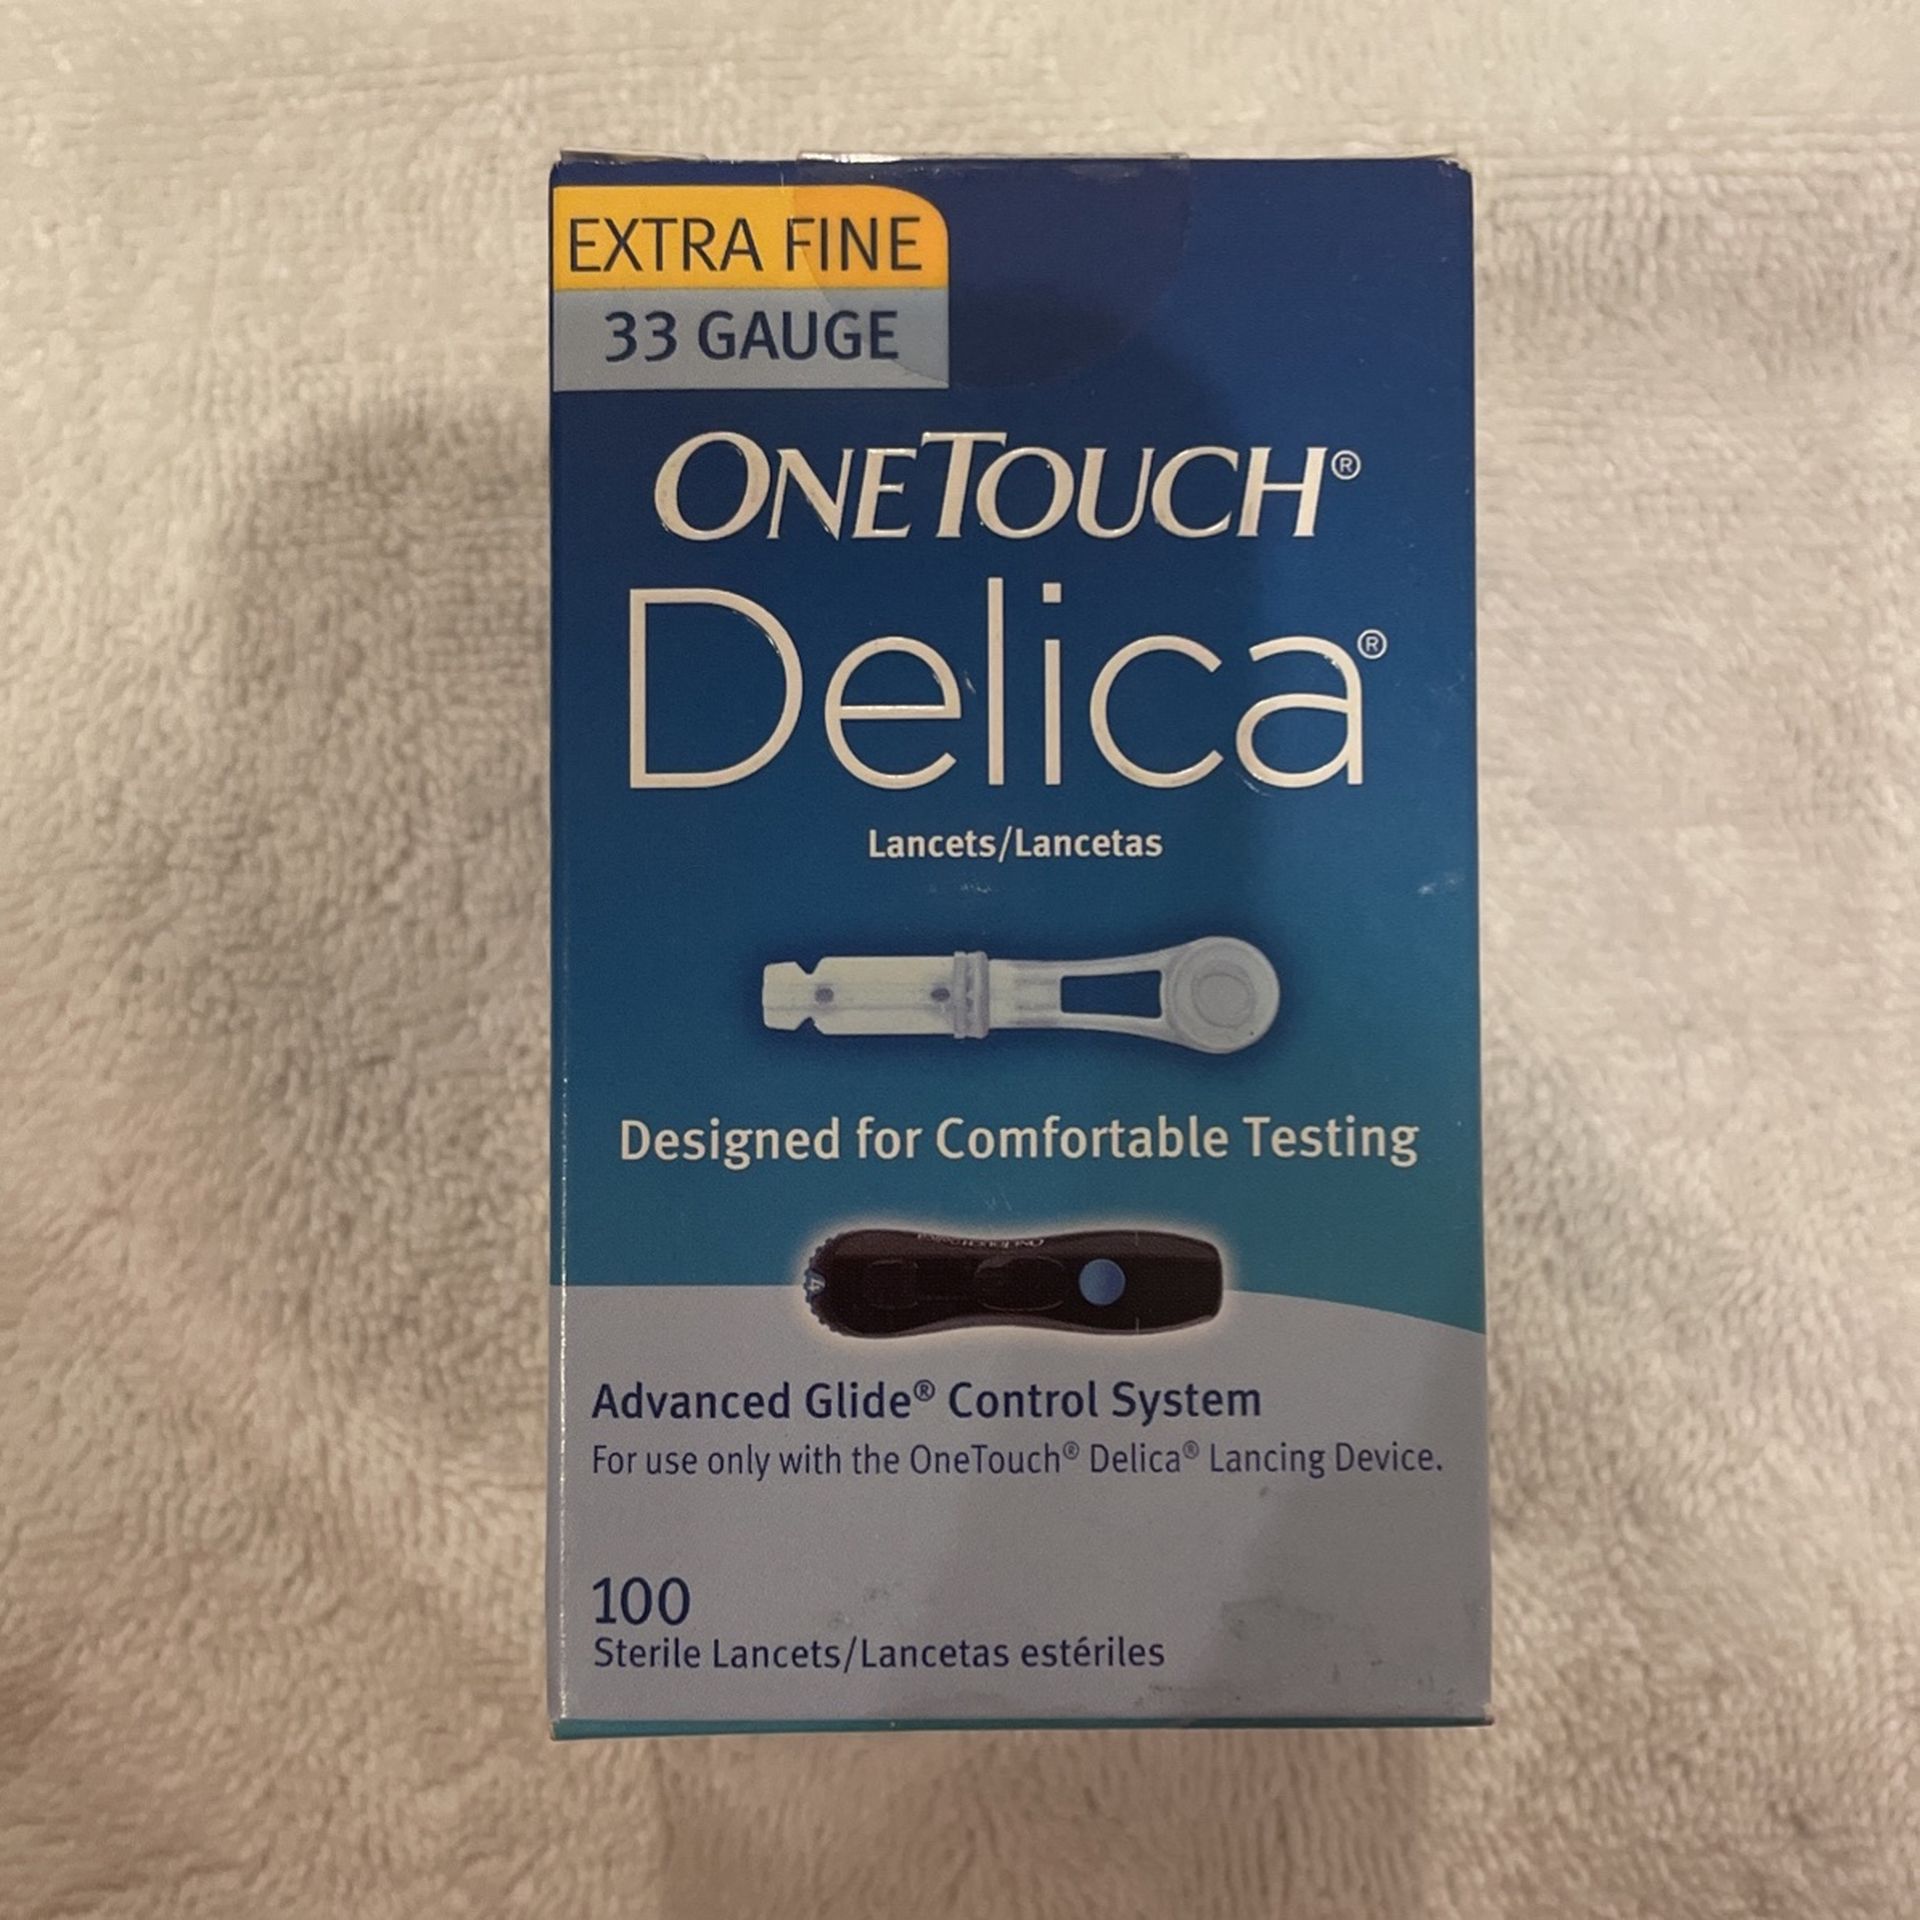 EXTRA FINE
33 GAUGE
ONETOUCH®
Delica®
Lancets/Lancetas
Designed for Comfortable Testing
Advanced Glide® Control System
For use only with the OneTouch® Delica® Lancing Device.
100
Sterile Lancets/Lancetas estériles